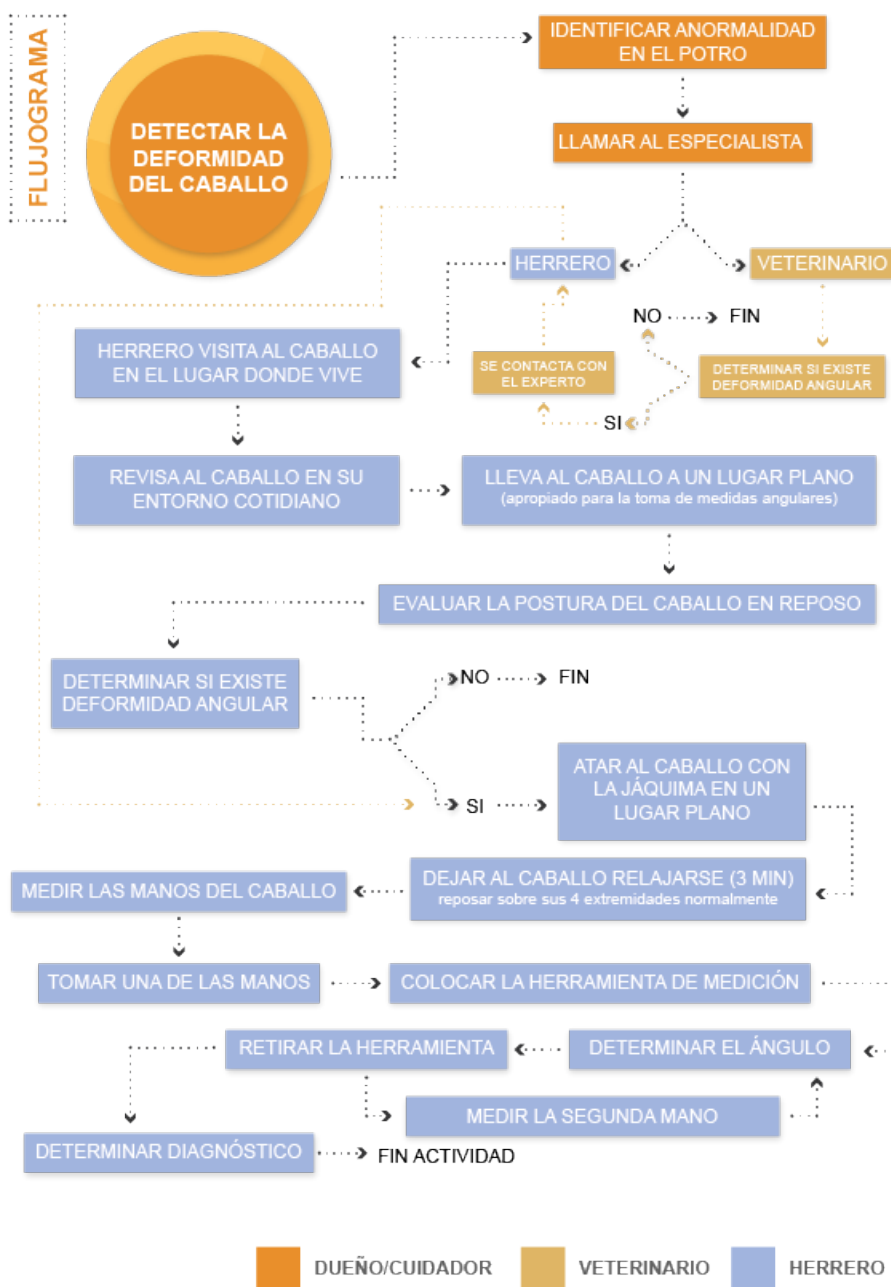 FLUJOGRAMA
DETECTAR LA
DEFORMIDAD
DEL CABALLO
IDENTIFICAR ANORMALIDAD
EN EL POTRO
LLAMAR AL ESPECIALISTA
HERRERO
VETERINARIO
NO
FIN
HERRERO VISITA AL CABALLO
EN EL LUGAR DONDE VIVE
SE CONTACTA CON
EL EXPERTO
DETERMINAR SI EXISTE
DEFORMIDAD ANGULAR
SI
REVISA AL CABALLO EN SU
ENTORNO COTIDIANO
LLEVA AL CABALLO A UN LUGAR PLANO
(apropiado para la toma de medidas angulares)
EVALUAR LA POSTURA DEL CABALLO EN REPOSO
DETERMINAR SI EXISTE
DEFORMIDAD ANGULAR
NO
FIN
SI
ATAR AL CABALLO CON
LA JÁQUIMA EN UN
LUGAR PLANO
DEJAR AL CABALLO RELAJARSE (3 MIN)
reposar sobre sus 4 extremidades normalmente
MEDIR LAS MANOS DEL CABALLO
TOMAR UNA DE LAS MANOS
COLOCAR LA HERRAMIENTA DE MEDICIÓN
RETIRAR LA HERRAMIENTA
DETERMINAR EL ÁNGULO
MEDIR LA SEGUNDA MANO
DETERMINAR DIAGNÓSTICO
FIN ACTIVIDAD
DUEÑO/CUIDADOR
VETERINARIO
HERRERO